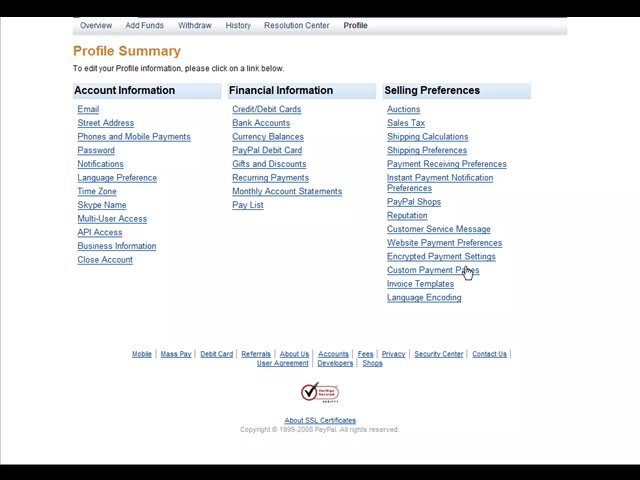 Overview Add Funds Withdraw History Resolution Center Profile
Profile Summary
To edit your Profile information, please click on a link below.
Account Information
Email
Street Address
Phones and Mobile Payments
Password
Notifications
Language Preference
Time Zone
Skype Name
Multi-User Access
API Access
Business Information
Close Account
Financial Information
Credit/Debit Cards
Bank Accounts
Currency Balances
PayPal Debit Card
Gifts and Discounts
Recurring Payments
Monthly Account Statements
Pay List
Selling Preferences
Auctions
Sales Tax
Shipping Calculations
Shipping Preferences
Payment Receiving Preferences
Instant Payment Notification
Preferences
PayPal Shops
Reputation
Customer Service Message
Website Payment Preferences
Encrypted Payment Settings
Custom Payment Pages
Invoice Templates
Language Encoding
Mobile | Mass Pay | Debit Card | Referrals | About Us | Accounts | Fees | Privacy | Security Center | Contact Us |
User Agreement | Developers | Shops
About SSL Certificates
Copyright © 1999-2008 PayPal. All rights reserved.